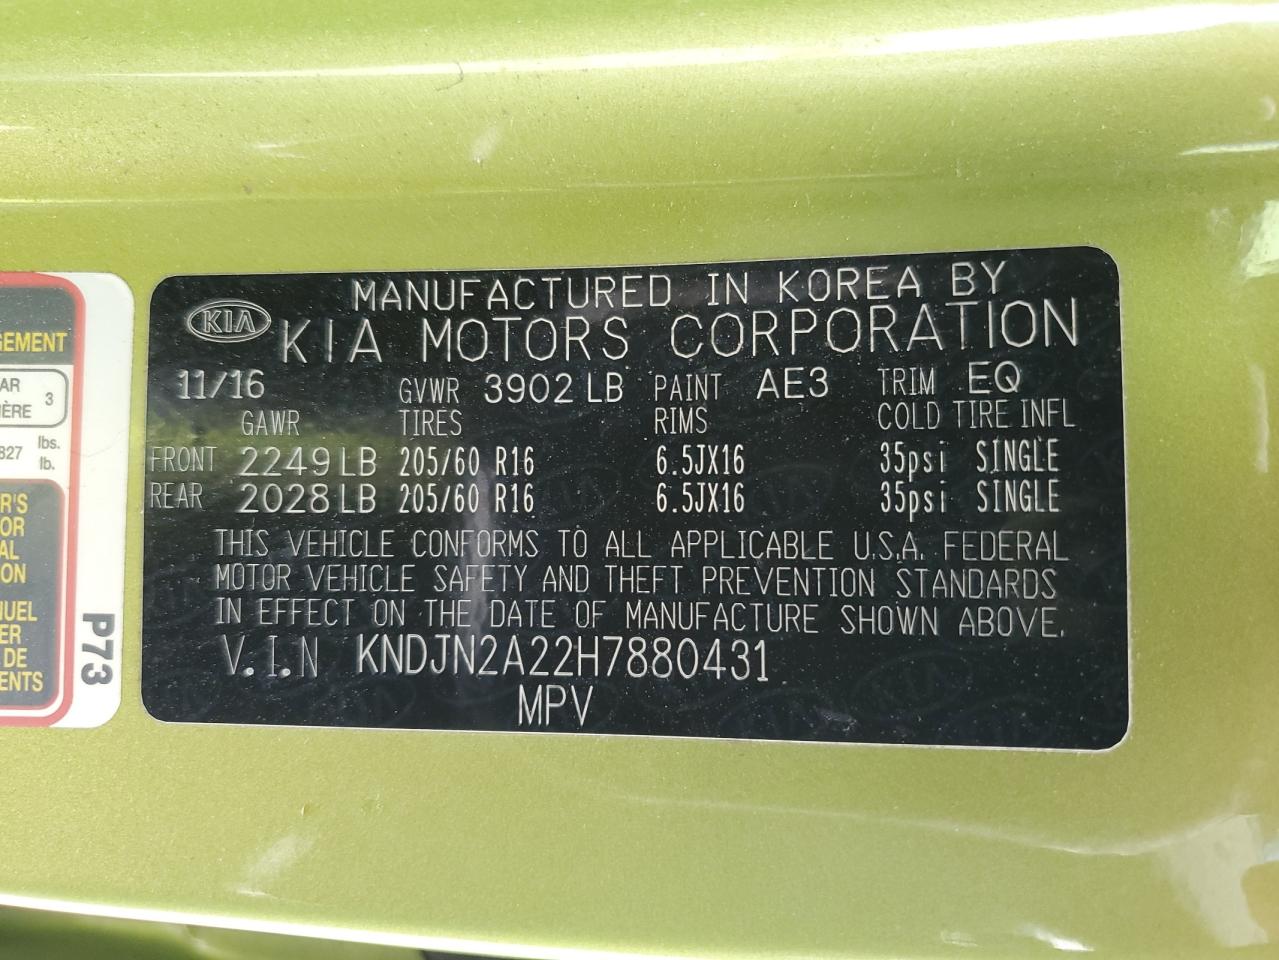 MANUFACTURED IN KOREA BY
KIA KIA MOTORS CORPORATION
11/16 GVWR 3902 LB PAINT AE3 TRIM EQ
GAWR TIRES RIMS COLD TIRE INFL
FRONT 2249 LB 205/60 R16 6.5JX16 35psi SINGLE
REAR 2028 LB 205/60 R16 6.5JX16 35psi SINGLE
THIS VEHICLE CONFORMS TO ALL APPLICABLE U.S.A. FEDERAL
MOTOR VEHICLE SAFETY AND THEFT PREVENTION STANDARDS
IN EFFECT ON THE DATE OF MANUFACTURE SHOWN ABOVE.
V.I.N KNDJN2A22H7880431
MPV
GEMENT
AR
IÈRE 3
827 lbs.
lb.
R'S
OR
AL
ON
NUEL
ER
DE
ENTS
P73